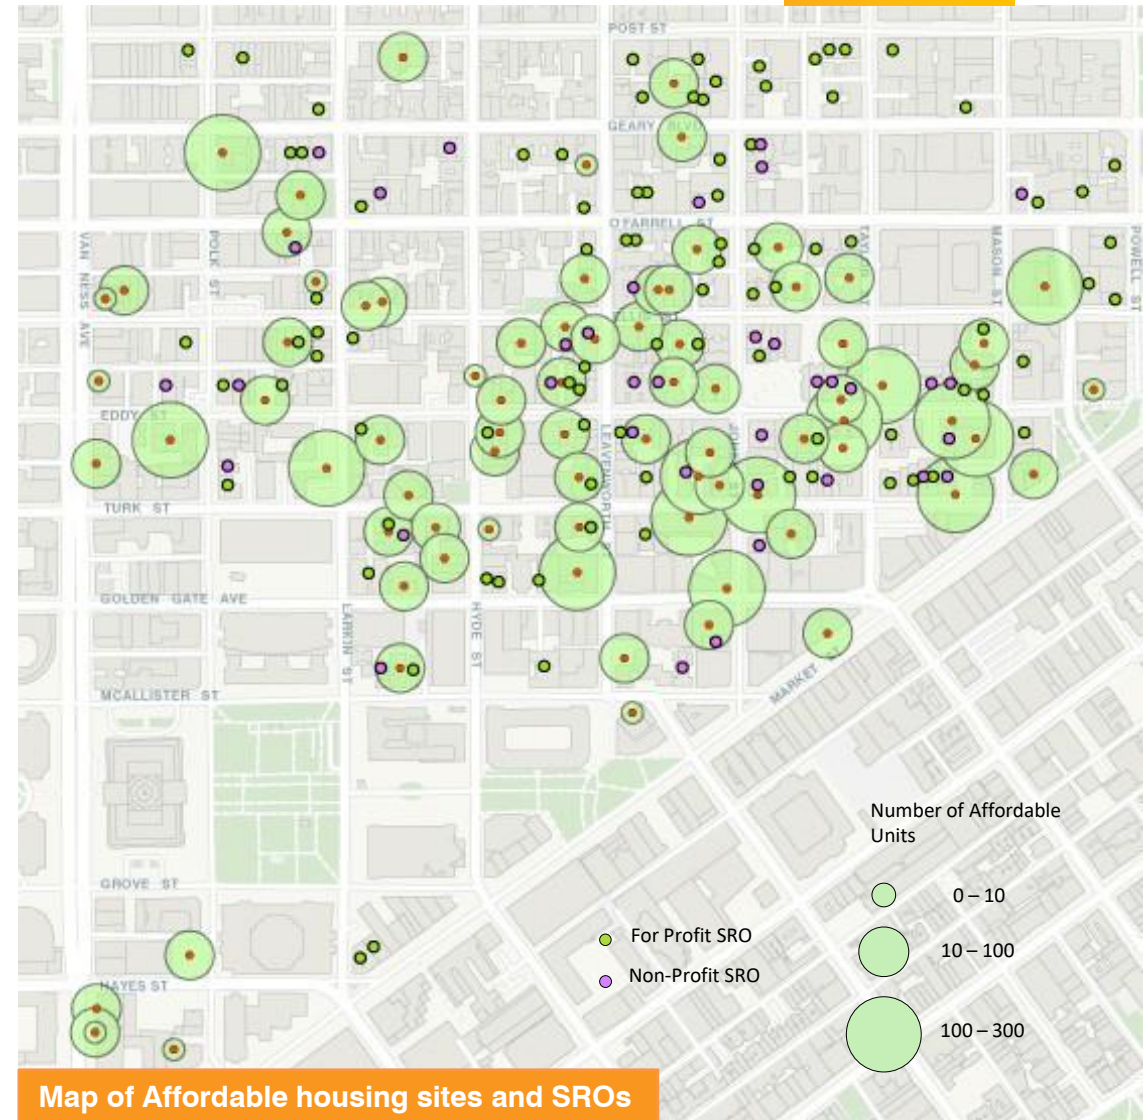 POST ST
GEARY BLVD
O'FARRELL ST
VAN NESS AVE
POLK ST
MASON ST
POWELL ST
EDDY ST
LEAVENWORTH
TURK ST
GOLDEN GATE AVE
LARKIN ST
HYDE ST
MARKET ST
MCALLISTER ST
Number of Affordable
Units
GROVE ST
0 – 10
For Profit SRO
10 – 100
Non-Profit SRO
HAYES ST
100 – 300
Map of Affordable housing sites and SROs